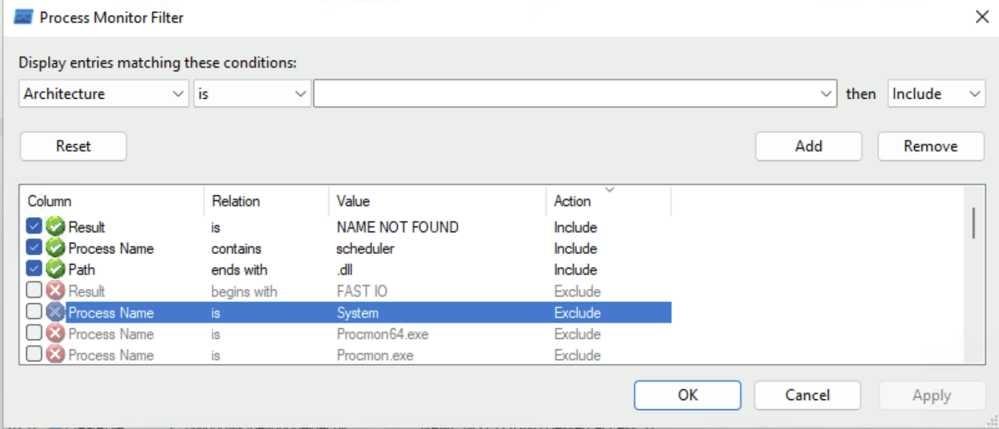 Process Monitor Filter
Display entries matching these conditions:
Architecture is then Include
Reset Add Remove
Column Relation Value Action
Result is NAME NOT FOUND Include
Process Name contains scheduler Include
Path ends with .dll Include
Result begins with FAST IO Exclude
Process Name is System Exclude
Process Name is Procmon64.exe Exclude
Process Name is Procmon.exe Exclude
OK Cancel Apply